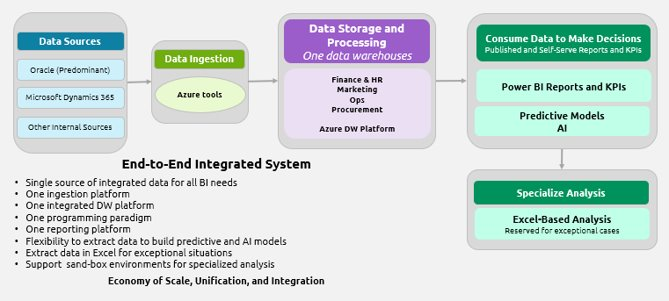 Data Sources
Oracle (Predominant)
Microsoft Dynamics 365
Other Internal Sources
Data Ingestion
Azure tools
Data Storage and
Processing
One data warehouses
Finance & HR
Marketing
Ops
Procurement
Azure DW Platform
Consume Data to Make Decisions
Published and Self-Serve Reports and KPIs
Power BI Reports and KPIs
Predictive Models
AI
Specialize Analysis
Excel-Based Analysis
Reserved for exceptional cases
End-to-End Integrated System
• Single source of integrated data for all BI needs
• One ingestion platform
• One integrated DW platform
• One programming paradigm
• One reporting platform
• Flexibility to extract data to build predictive and AI models
• Extract data in Excel for exceptional situations
• Support sand-box environments for specialized analysis
Economy of Scale, Unification, and Integration